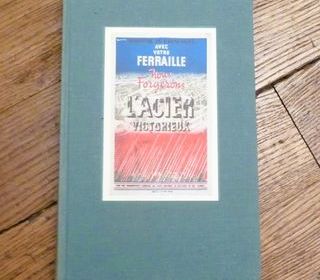 AVEC
VOTRE
FERRAILLE
Nous
Forgerons
L'ACIER
VICTORIEUX